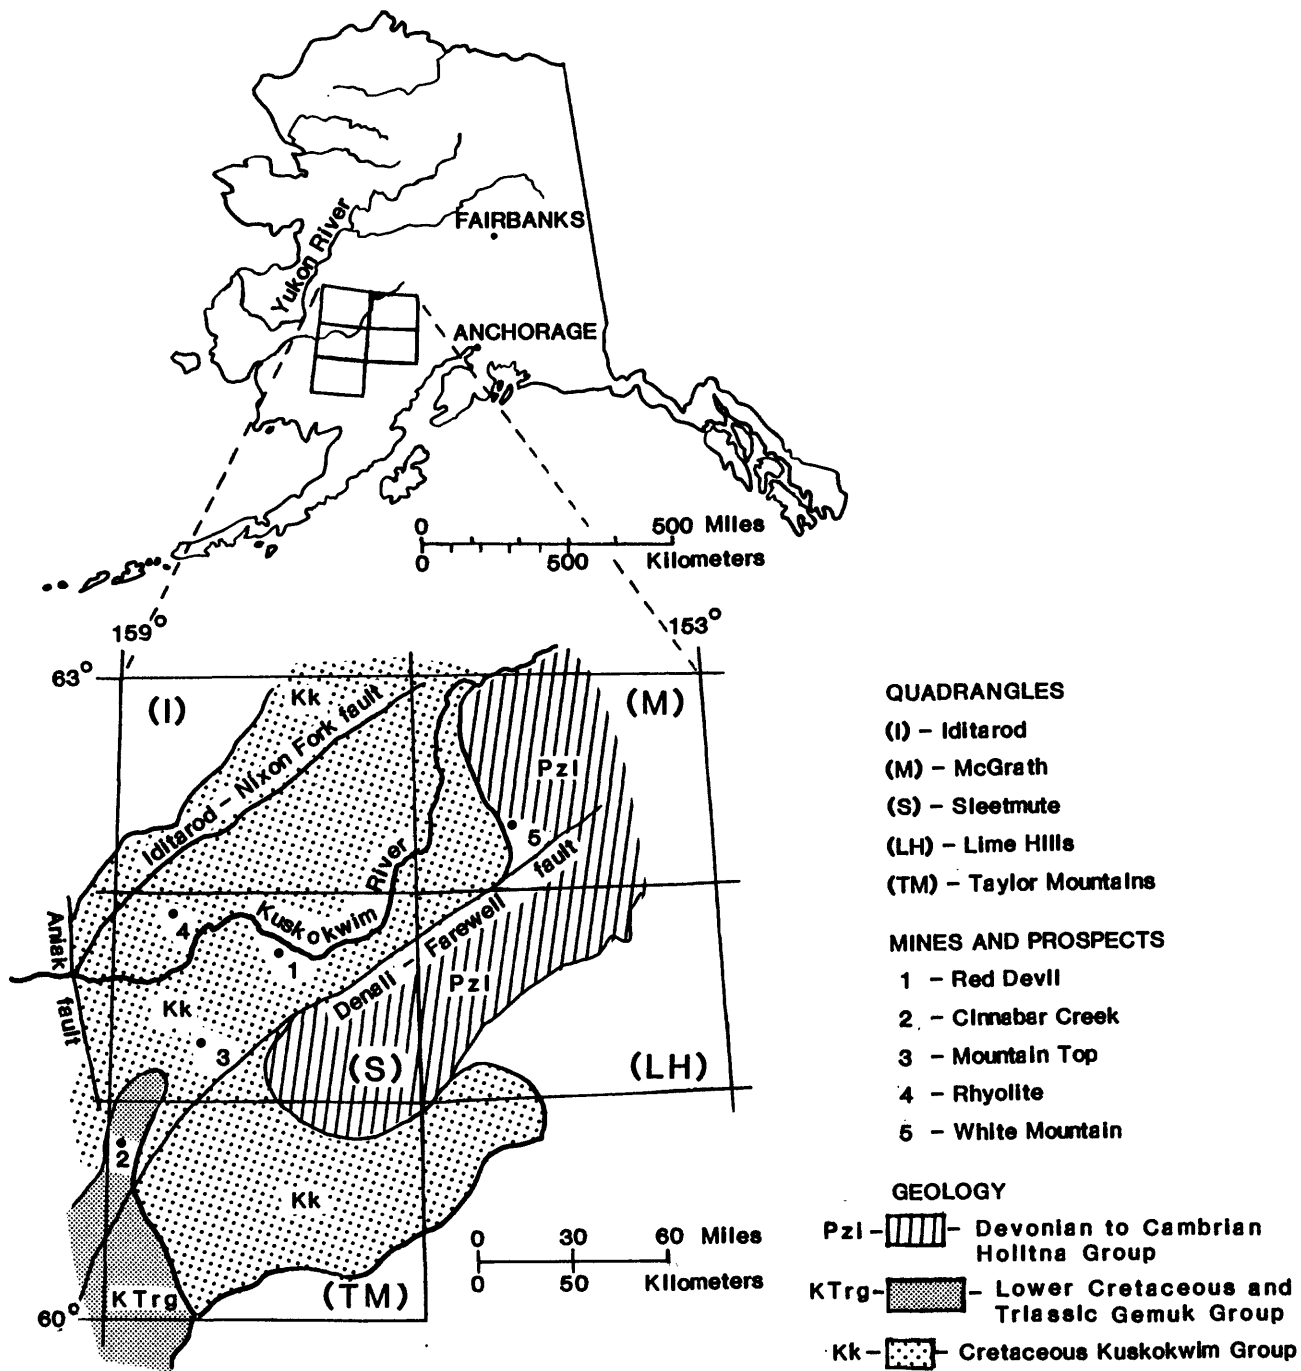 Yukon River
FAIRBANKS
ANCHORAGE
0 500 Miles
0 500 Kilometers
159° 153°
63°
(I)
Kk
Iditarod - Nixon Fork fault
(M)
Pzl
5
Kuskokwim River
4
1
Aniak fault
Denali - Farewell fault
Pzl
Kk
3
(S)
(LH)
2
Kk
KTrg
(TM)
60°
0 30 60 Miles
0 50 Kilometers
QUADRANGLES
(I) - Iditarod
(M) - McGrath
(S) - Sleetmute
(LH) - Lime Hills
(TM) - Taylor Mountains
MINES AND PROSPECTS
1 - Red Devil
2 - Cinnabar Creek
3 - Mountain Top
4 - Rhyolite
5 - White Mountain
GEOLOGY
Pzl - - Devonian to Cambrian
Holitna Group
KTrg - - Lower Cretaceous and
Triassic Gemuk Group
Kk - - Cretaceous Kuskokwim Group